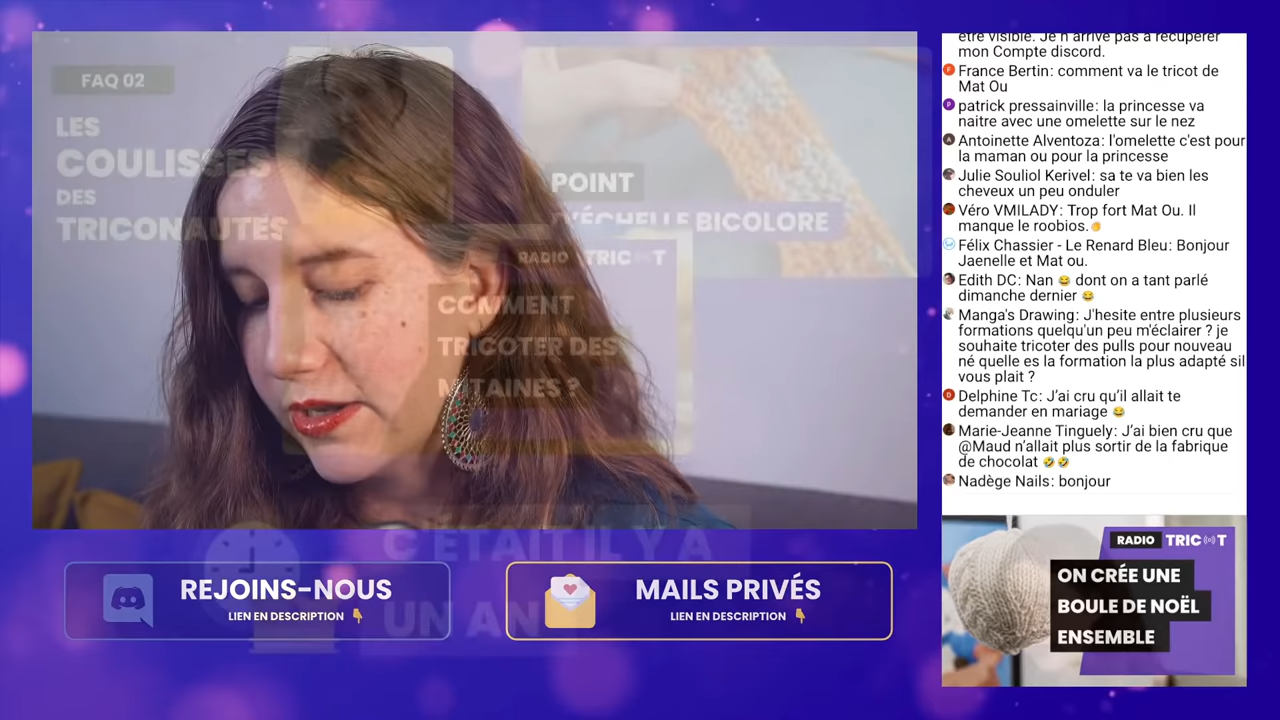 FAQ 02
LES
COULISSES
DES
TRICONAUTES
POINT
D'ÉCHELLE BICOLORE
RADIO TRICOT
COMMENT
TRICOTER DES
MITAINES ?
C'ÉTAIT IL Y A
UN AN
REJOINS-NOUS
LIEN EN DESCRIPTION 👇
MAILS PRIVÉS
LIEN EN DESCRIPTION 👇
être visible. Je n'arrive pas à récupérer
mon Compte discord.
France Bertin: comment va le tricot de
Mat Ou
patrick pressainville: la princesse va
naitre avec une omelette sur le nez
Antoinette Alventoza: l'omelette c'est pour
la maman ou pour la princesse
Julie Souliol Kerivel: sa te va bien les
cheveux un peu onduler
Véro VMILADY: Trop fort Mat Ou. Il
manque le roobios.👏
Félix Chassier - Le Renard Bleu: Bonjour
Jaenelle et Mat ou.
Edith DC: Nan 😂 dont on a tant parlé
dimanche dernier 😂
Manga's Drawing: J'hesite entre plusieurs
formations quelqu'un peu m'éclairer ? je
souhaite tricoter des pulls pour nouveau
né quelle es la formation la plus adapté sil
vous plait ?
Delphine Tc: J'ai cru qu'il allait te
demander en mariage 😂
Marie-Jeanne Tinguely: J'ai bien cru que
@Maud n'allait plus sortir de la fabrique
de chocolat 🤣🤣
Nadège Nails: bonjour
RADIO TRICOT
ON CRÉE UNE
BOULE DE NOËL
ENSEMBLE